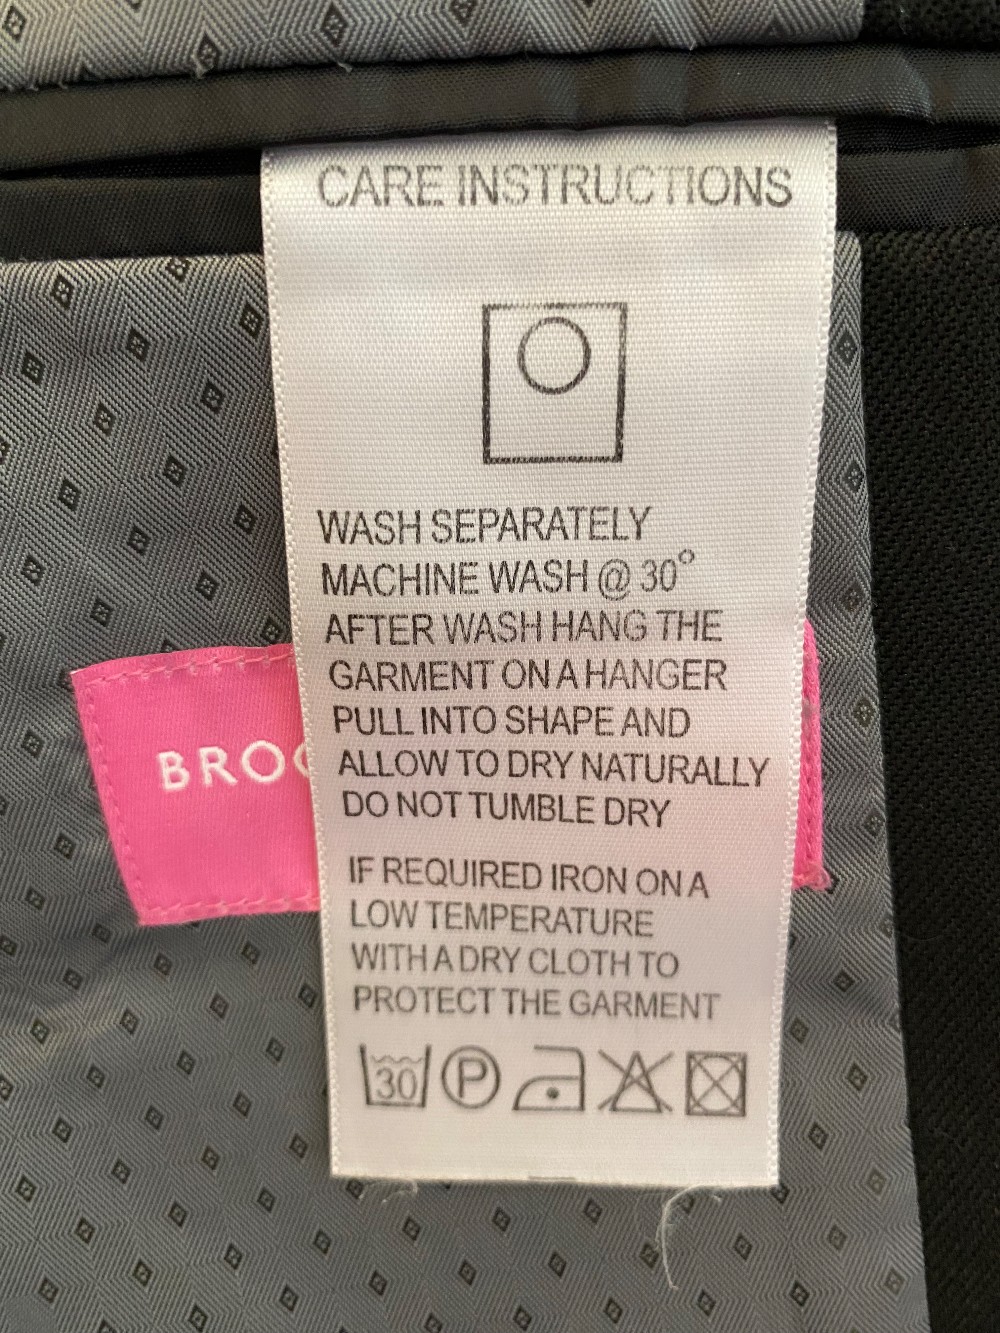 CARE INSTRUCTIONS
WASH SEPARATELY
MACHINE WASH @ 30°
AFTER WASH HANG THE
GARMENT ON A HANGER
PULL INTO SHAPE AND
ALLOW TO DRY NATURALLY
DO NOT TUMBLE DRY
BROO
IF REQUIRED IRON ON A
LOW TEMPERATURE
WITH A DRY CLOTH TO
PROTECT THE GARMENT
30 P